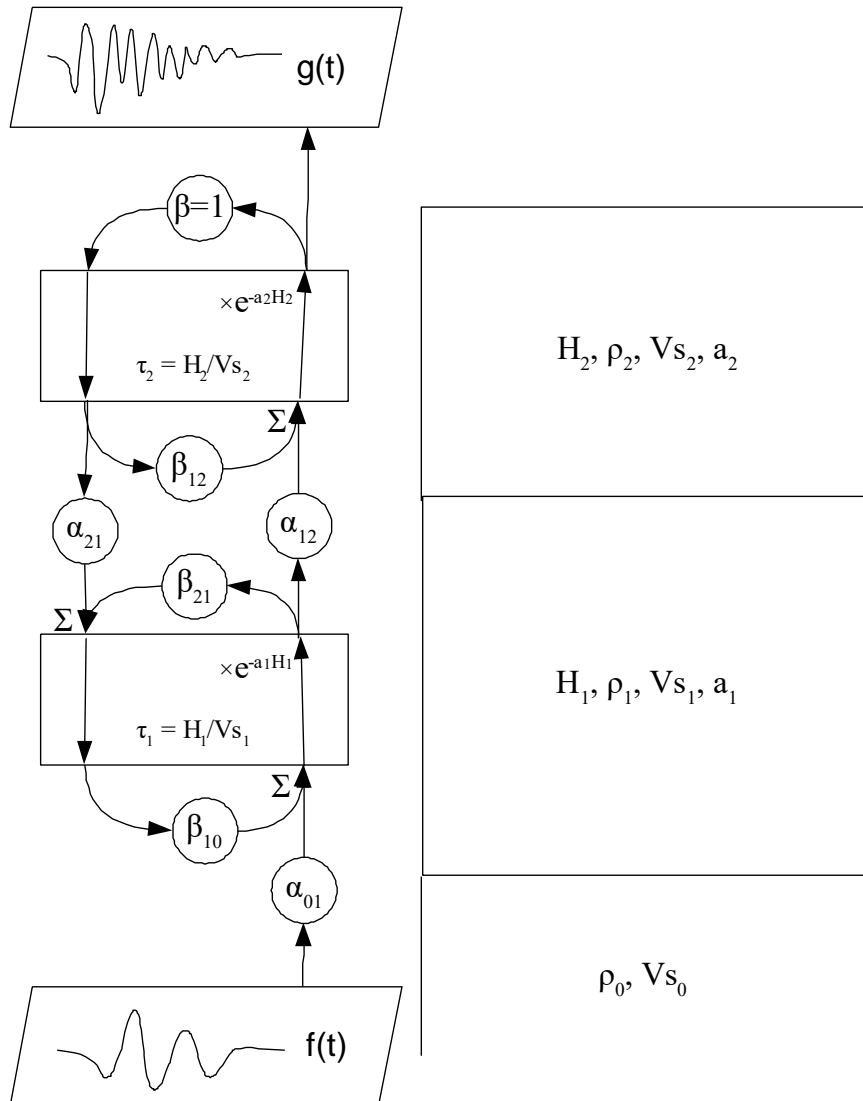 g(t)
β=1
×e^-a₂H₂
τ₂ = H₂/Vs₂
H₂, ρ₂, Vs₂, a₂
Σ
β₁₂
α₂₁
α₁₂
β₂₁
Σ
×e^-a₁H₁
H₁, ρ₁, Vs₁, a₁
τ₁ = H₁/Vs₁
Σ
β₁₀
α₀₁
ρ₀, Vs₀
f(t)